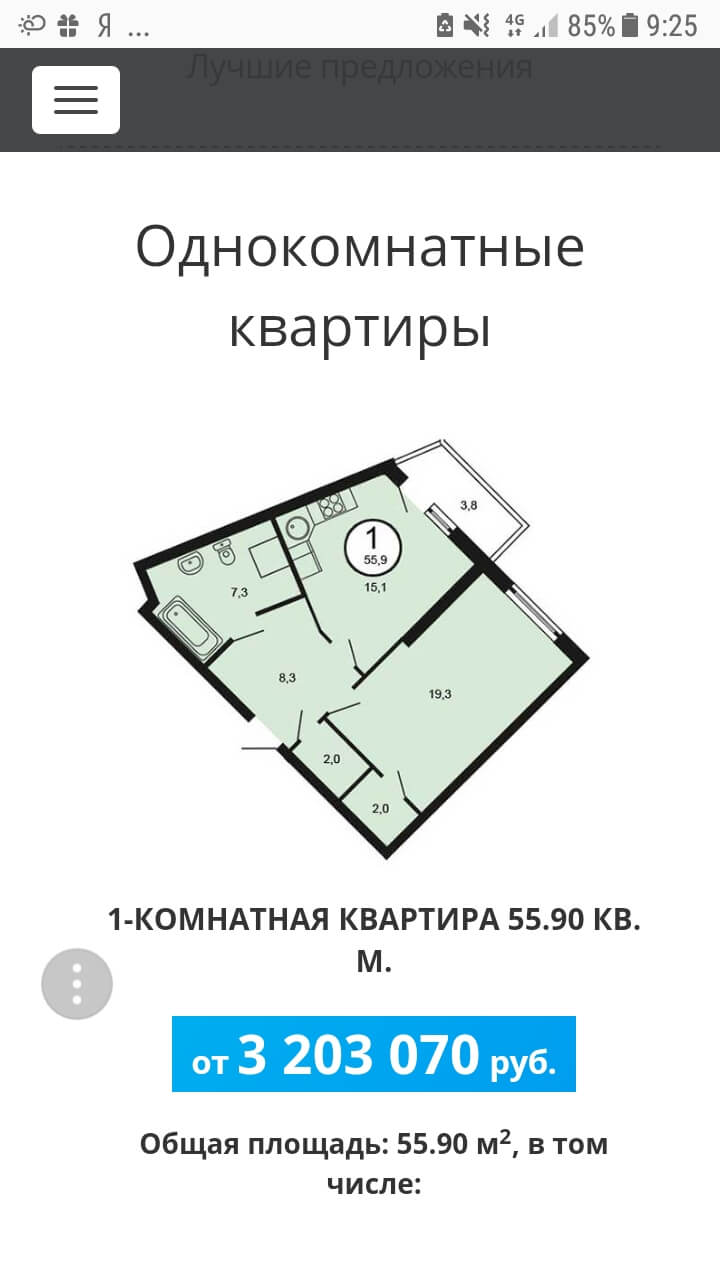 Я ...
4G 85% 9:25
Лучшие предложения
Однокомнатные
квартиры
3,8
1
55,9
15,1
7,3
8,3
19,3
2,0
2,0
1-КОМНАТНАЯ КВАРТИРА 55.90 КВ.
М.
от 3 203 070 руб.
Общая площадь: 55.90 м², в том
числе: